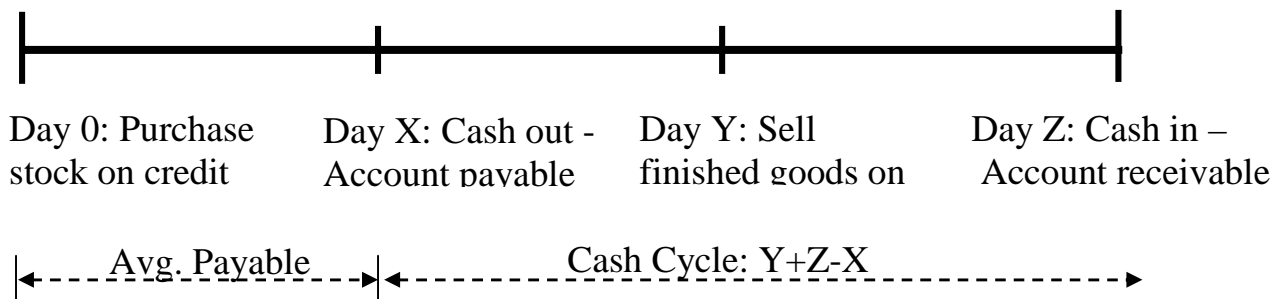 Day 0: Purchase
stock on credit
Day X: Cash out -
Account payable
Day Y: Sell
finished goods on
Day Z: Cash in –
Account receivable
Avg. Payable
Cash Cycle: Y+Z-X